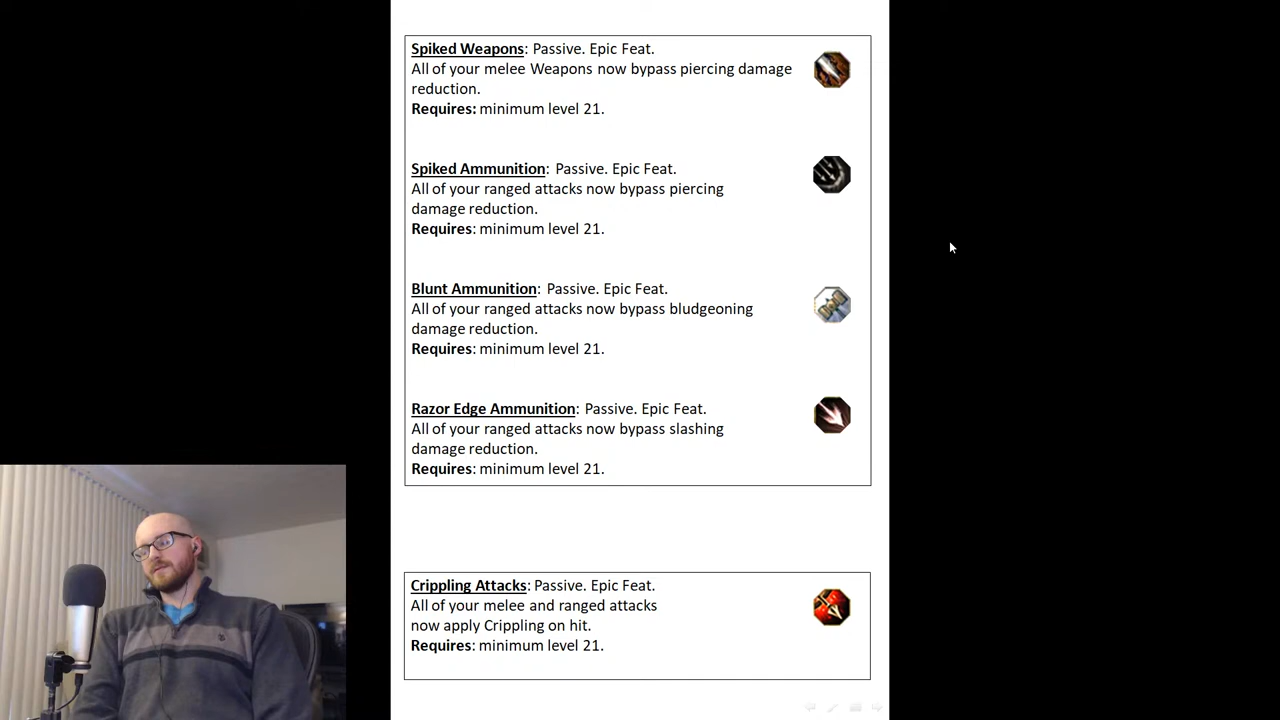 Spiked Weapons: Passive. Epic Feat.
All of your melee Weapons now bypass piercing damage
reduction.
Requires: minimum level 21.
Spiked Ammunition: Passive. Epic Feat.
All of your ranged attacks now bypass piercing
damage reduction.
Requires: minimum level 21.
Blunt Ammunition: Passive. Epic Feat.
All of your ranged attacks now bypass bludgeoning
damage reduction.
Requires: minimum level 21.
Razor Edge Ammunition: Passive. Epic Feat.
All of your ranged attacks now bypass slashing
damage reduction.
Requires: minimum level 21.
Crippling Attacks: Passive. Epic Feat.
All of your melee and ranged attacks
now apply Crippling on hit.
Requires: minimum level 21.